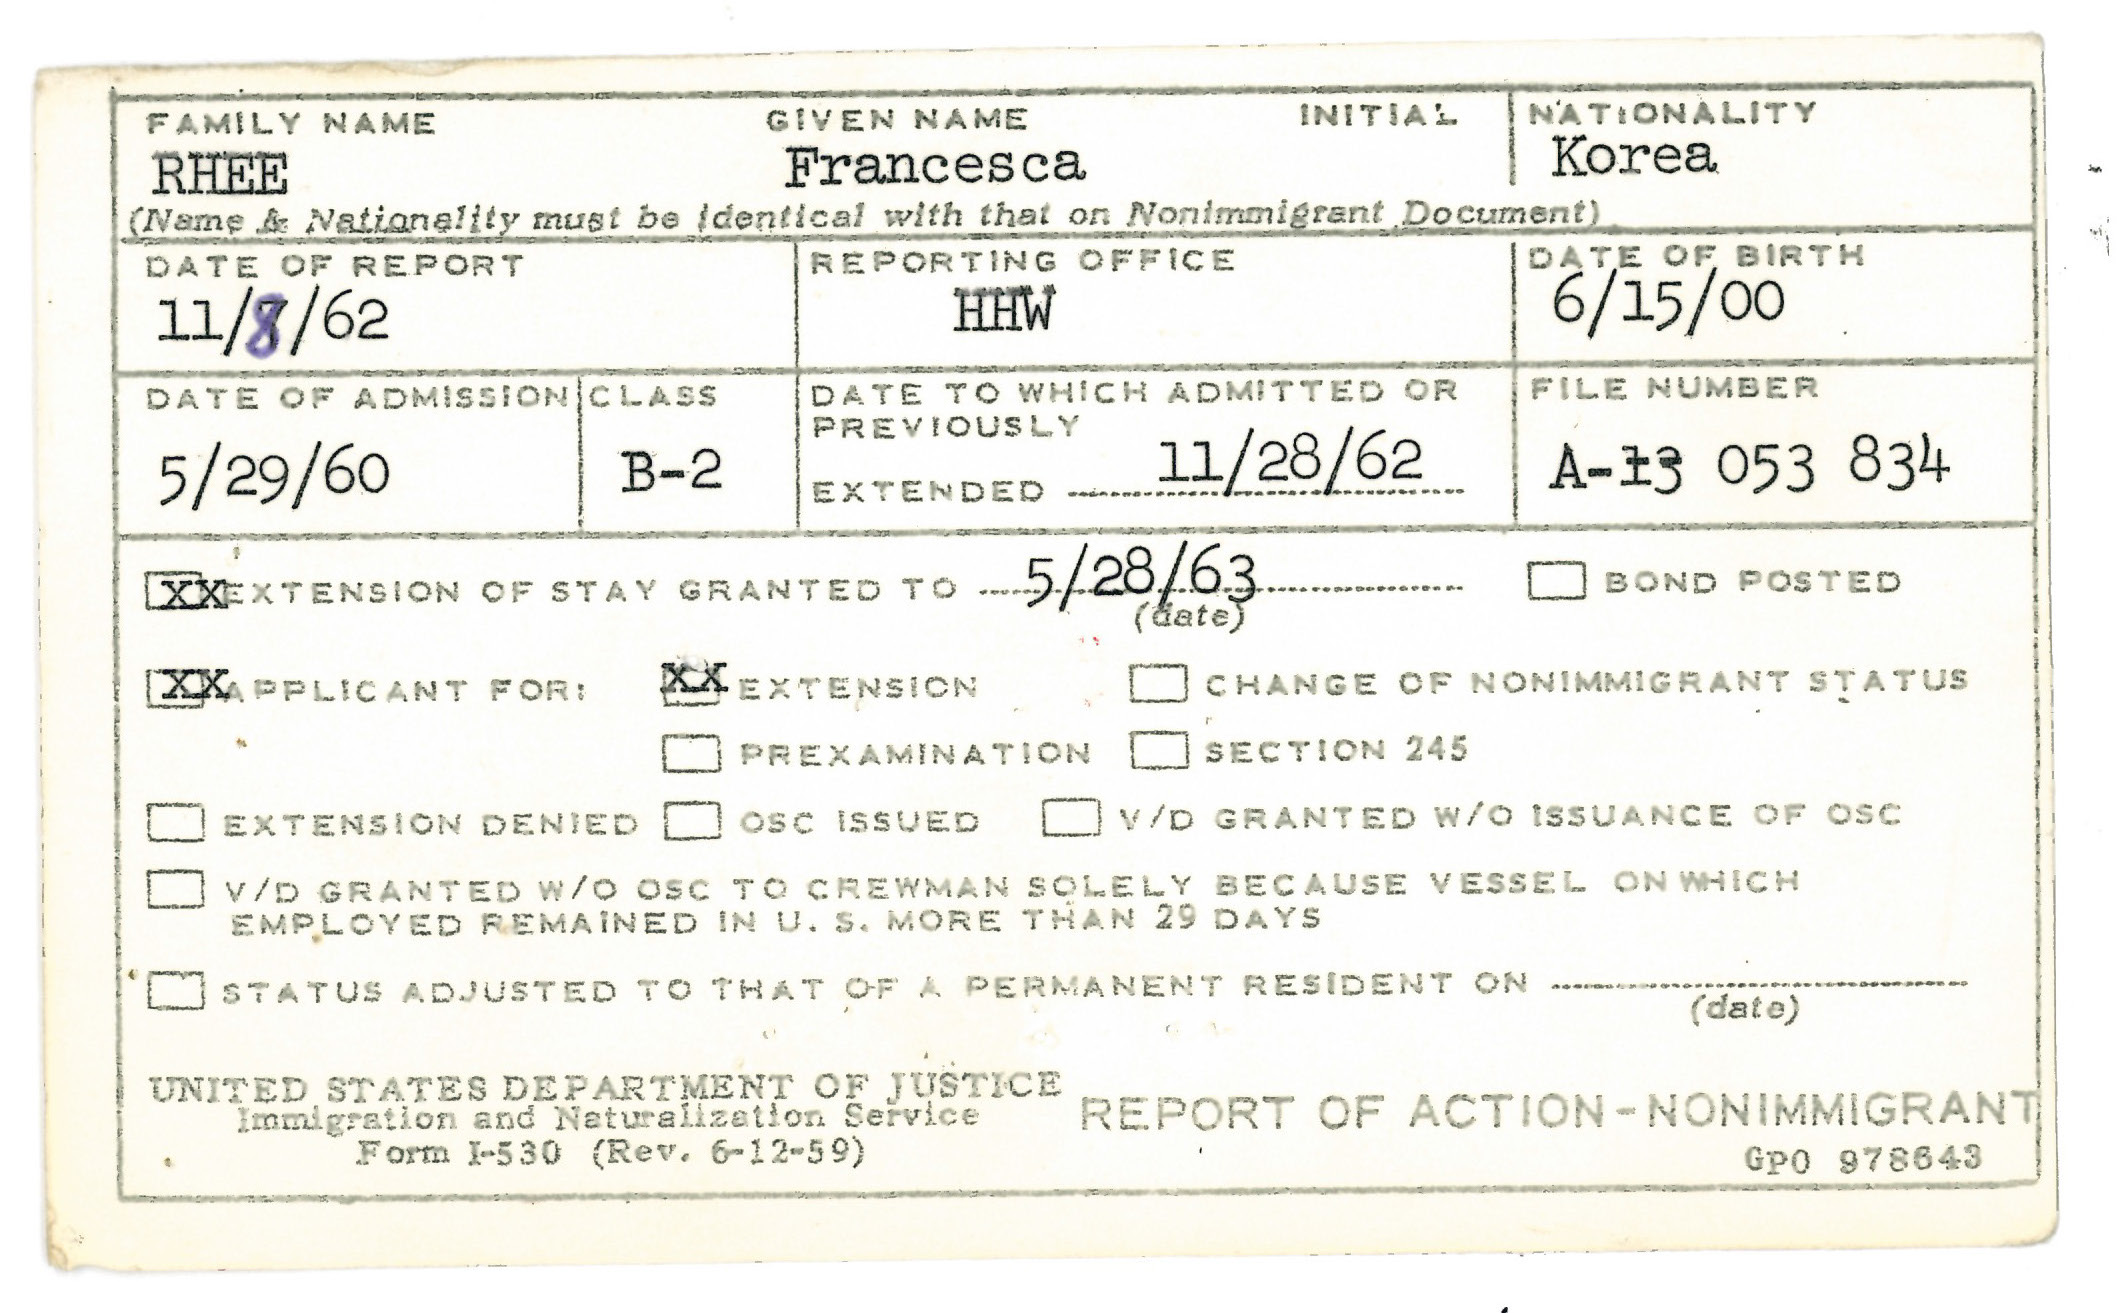 FAMILY NAME GIVEN NAME INITIAL NATIONALITY
RHEE Francesca Korea
(Name & Nationality must be identical with that on Nonimmigrant Document)
DATE OF REPORT REPORTING OFFICE DATE OF BIRTH
11/8/62 HHW 6/15/00
DATE OF ADMISSION CLASS DATE TO WHICH ADMITTED OR FILE NUMBER
PREVIOUSLY
5/29/60 B-2 EXTENDED 11/28/62 A-13 053 834
XX EXTENSION OF STAY GRANTED TO 5/28/63 BOND POSTED
(date)
XX APPLICANT FOR: XX EXTENSION CHANGE OF NONIMMIGRANT STATUS
PREXAMINATION SECTION 245
EXTENSION DENIED OSC ISSUED V/D GRANTED W/O ISSUANCE OF OSC
V/D GRANTED W/O OSC TO CREWMAN SOLELY BECAUSE VESSEL ON WHICH
EMPLOYED REMAINED IN U. S. MORE THAN 29 DAYS
STATUS ADJUSTED TO THAT OF A PERMANENT RESIDENT ON
(date)
UNITED STATES DEPARTMENT OF JUSTICE
Immigration and Naturalization Service REPORT OF ACTION-NONIMMIGRANT
Form I-530 (Rev. 6-12-59) GPO 978643